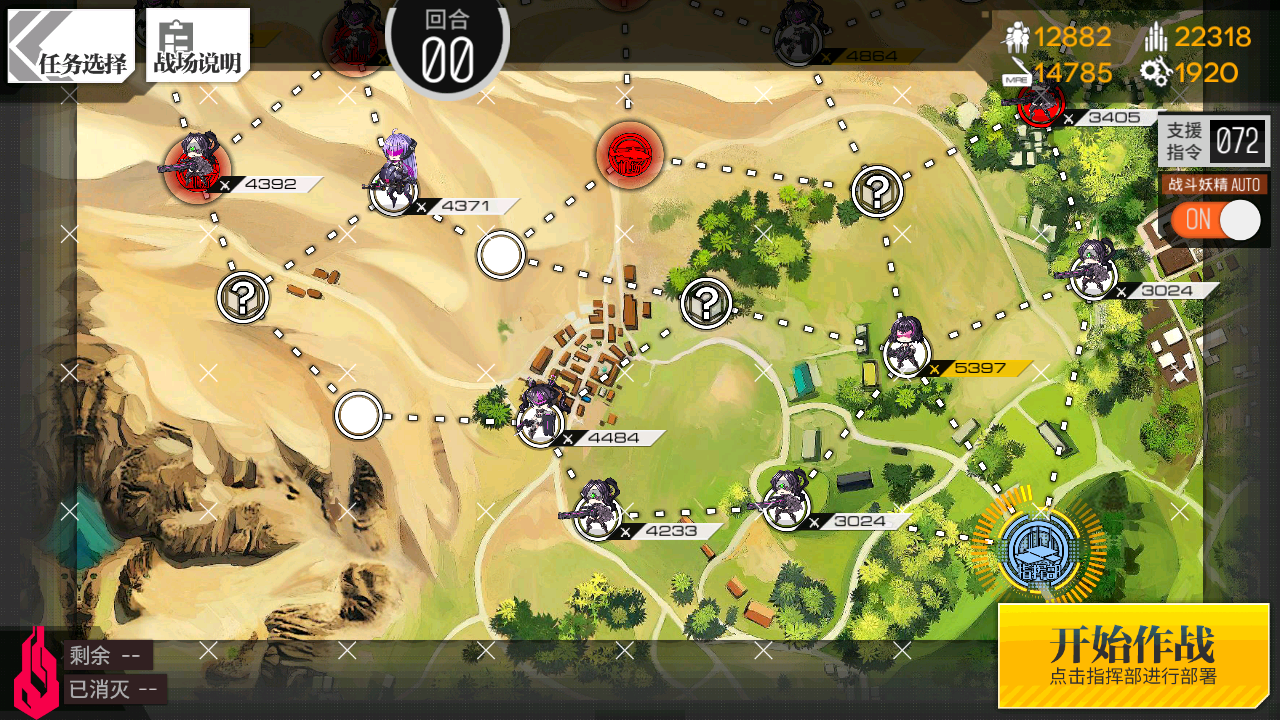 任务选择
战场说明
回合
00
12882
22318
MRE
14785
1920
4864
3405
支援
指令
072
战斗妖精 AUTO
ON
4392
4371
3024
5397
4484
4233
3024
指挥部
剩余 --
已消灭 --
开始作战
点击指挥部进行部署